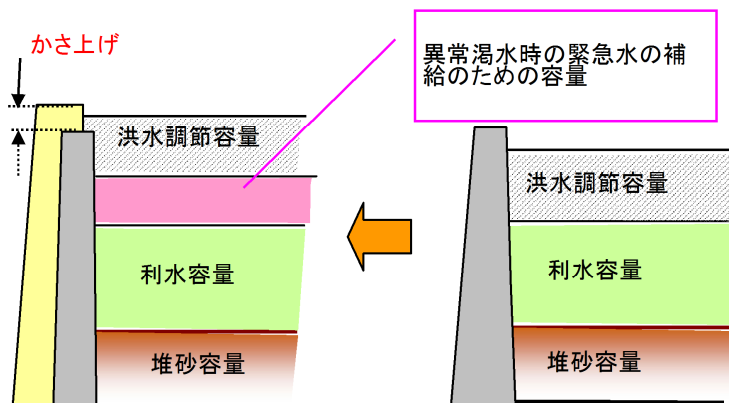 かさ上げ
異常渇水時の緊急水の補
給のための容量
洪水調節容量
利水容量
堆砂容量
洪水調節容量
利水容量
堆砂容量